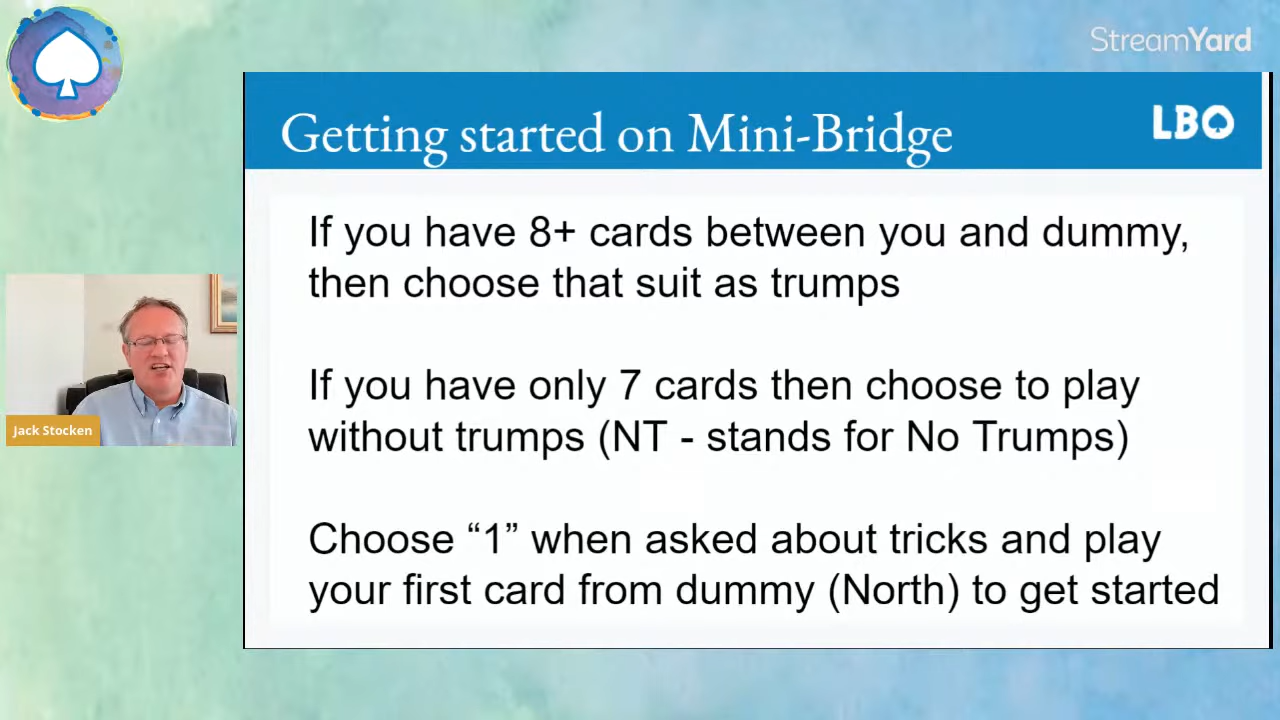 StreamYard
Getting started on Mini-Bridge
LBO
If you have 8+ cards between you and dummy,
then choose that suit as trumps
If you have only 7 cards then choose to play
without trumps (NT - stands for No Trumps)
Choose “1” when asked about tricks and play
your first card from dummy (North) to get started
Jack Stocken